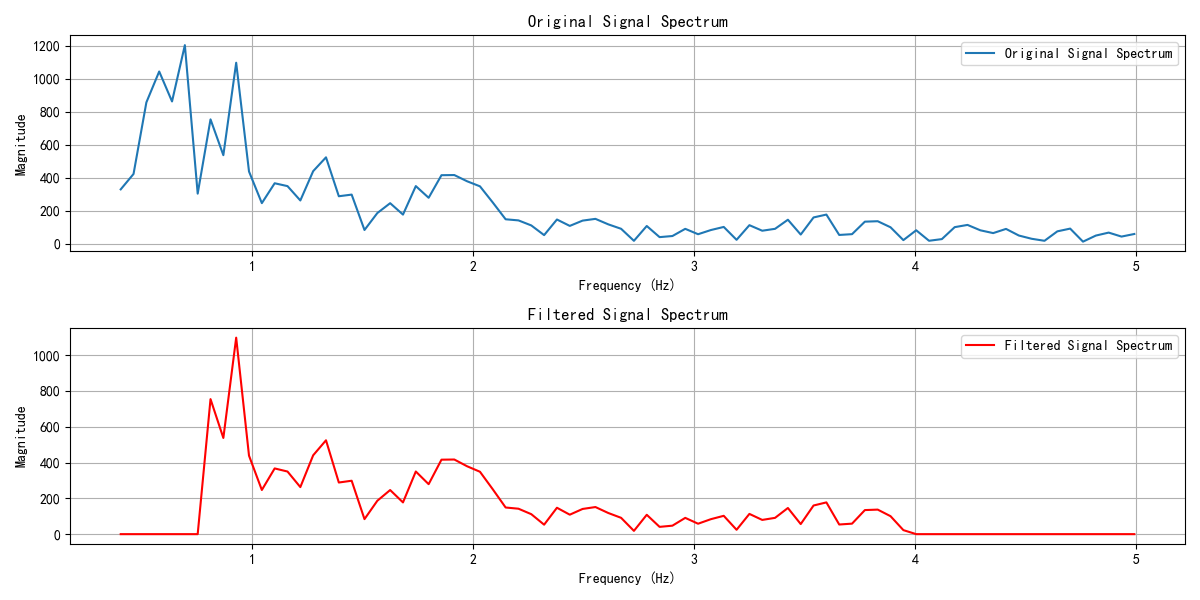 Original Signal Spectrum
Original Signal Spectrum
Magnitude
1200
1000
800
600
400
200
0
1 2 3 4 5
Frequency (Hz)
Filtered Signal Spectrum
Filtered Signal Spectrum
Magnitude
1000
800
600
400
200
0
1 2 3 4 5
Frequency (Hz)